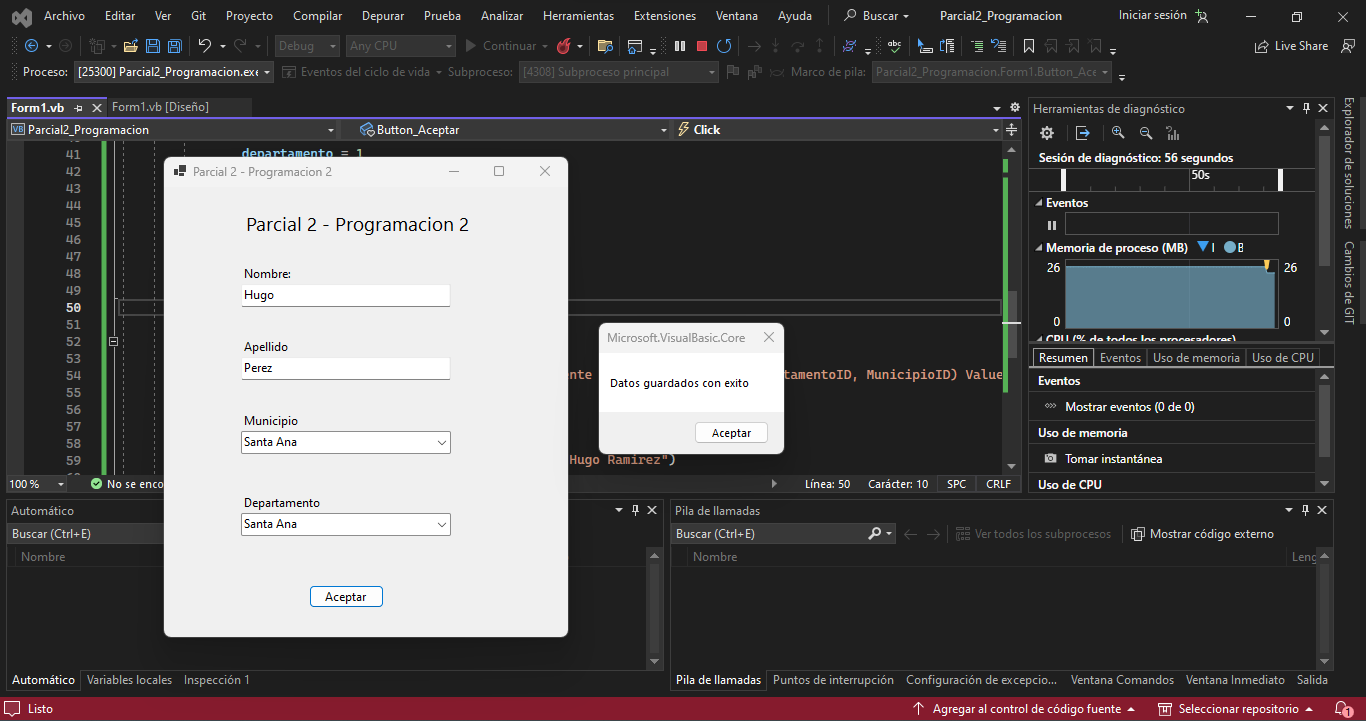 Archivo Editar Ver Git Proyecto Compilar Depurar Prueba Analizar Herramientas Extensiones Ventana Ayuda Buscar Parcial2_Programacion Iniciar sesión
Debug Any CPU Continuar Live Share
Proceso: [25300] Parcial2_Programacion.exe Eventos del ciclo de vida Subproceso: [4308] Subproceso principal Marco de pila: Parcial2_Programacion.Form1.Button_Ace
Form1.vb Form1.vb [Diseño]
VB Parcial2_Programacion Button_Aceptar Click
41 departamento = 1
42
43
44
45
46
47
48
49
50
51
52
53
54 ente tamentoID, MunicipioID) Value
55
56
57
58
59 "Hugo Ramirez")
100 % No se enco Línea: 50 Carácter: 10 SPC CRLF
Parcial 2 - Programacion 2
Parcial 2 - Programacion 2
Nombre:
Hugo
Apellido
Perez
Municipio
Santa Ana
Departamento
Santa Ana
Aceptar
Microsoft.VisualBasic.Core
Datos guardados con exito
Aceptar
Herramientas de diagnóstico
Sesión de diagnóstico: 56 segundos
50s
Eventos
Memoria de proceso (MB) I B
26 26
0 0
CPU (% de todos los procesadores)
Resumen Eventos Uso de memoria Uso de CPU
Eventos
Mostrar eventos (0 de 0)
Uso de memoria
Tomar instantánea
Uso de CPU
Explorador de soluciones
Cambios de GIT
Automático
Buscar (Ctrl+E)
Nombre
Automático Variables locales Inspección 1
Pila de llamadas
Buscar (Ctrl+E) Ver todos los subprocesos Mostrar código externo
Nombre Leng
Pila de llamadas Puntos de interrupción Configuración de excepcio... Ventana Comandos Ventana Inmediato Salida
Listo Agregar al control de código fuente Seleccionar repositorio 1